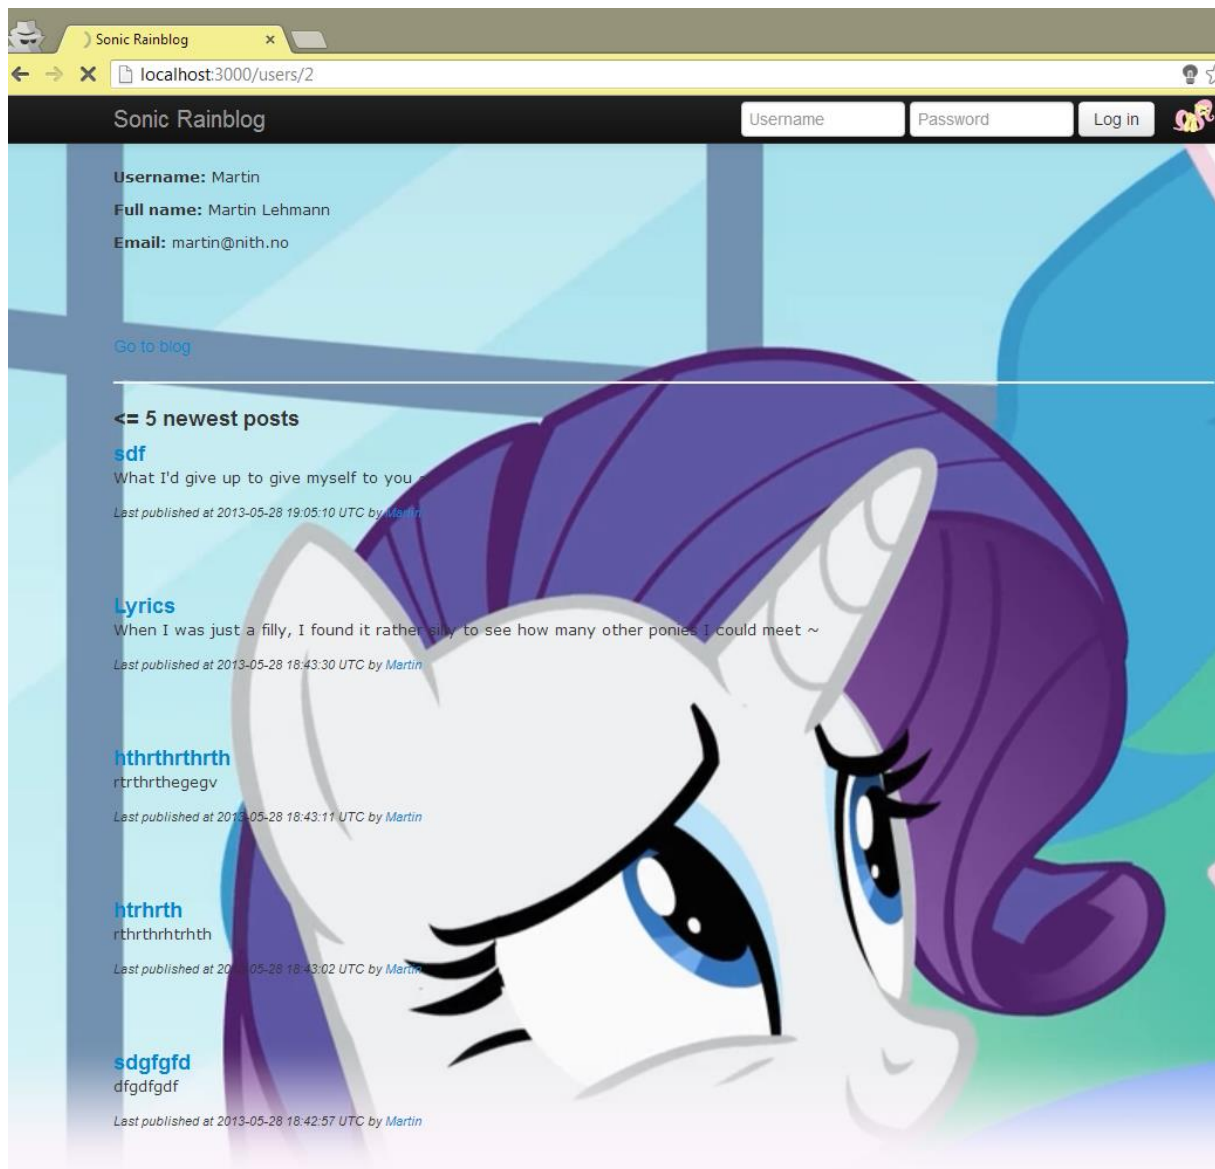 Sonic Rainblog
localhost:3000/users/2
Sonic Rainblog Username Password Log in
Username: Martin
Full name: Martin Lehmann
Email: martin@nith.no
Go to blog
<= 5 newest posts
sdf
What I'd give up to give myself to you ~
Last published at 2013-05-28 19:05:10 UTC by Martin
Lyrics
When I was just a filly, I found it rather silly to see how many other ponies I could meet ~
Last published at 2013-05-28 18:43:30 UTC by Martin
hthrthrthrth
rtrthrthegegv
Last published at 2013-05-28 18:43:11 UTC by Martin
htrhrth
rthrthrhtrhth
Last published at 2013-05-28 18:43:02 UTC by Martin
sdgfgfd
dfgdfgdf
Last published at 2013-05-28 18:42:57 UTC by Martin